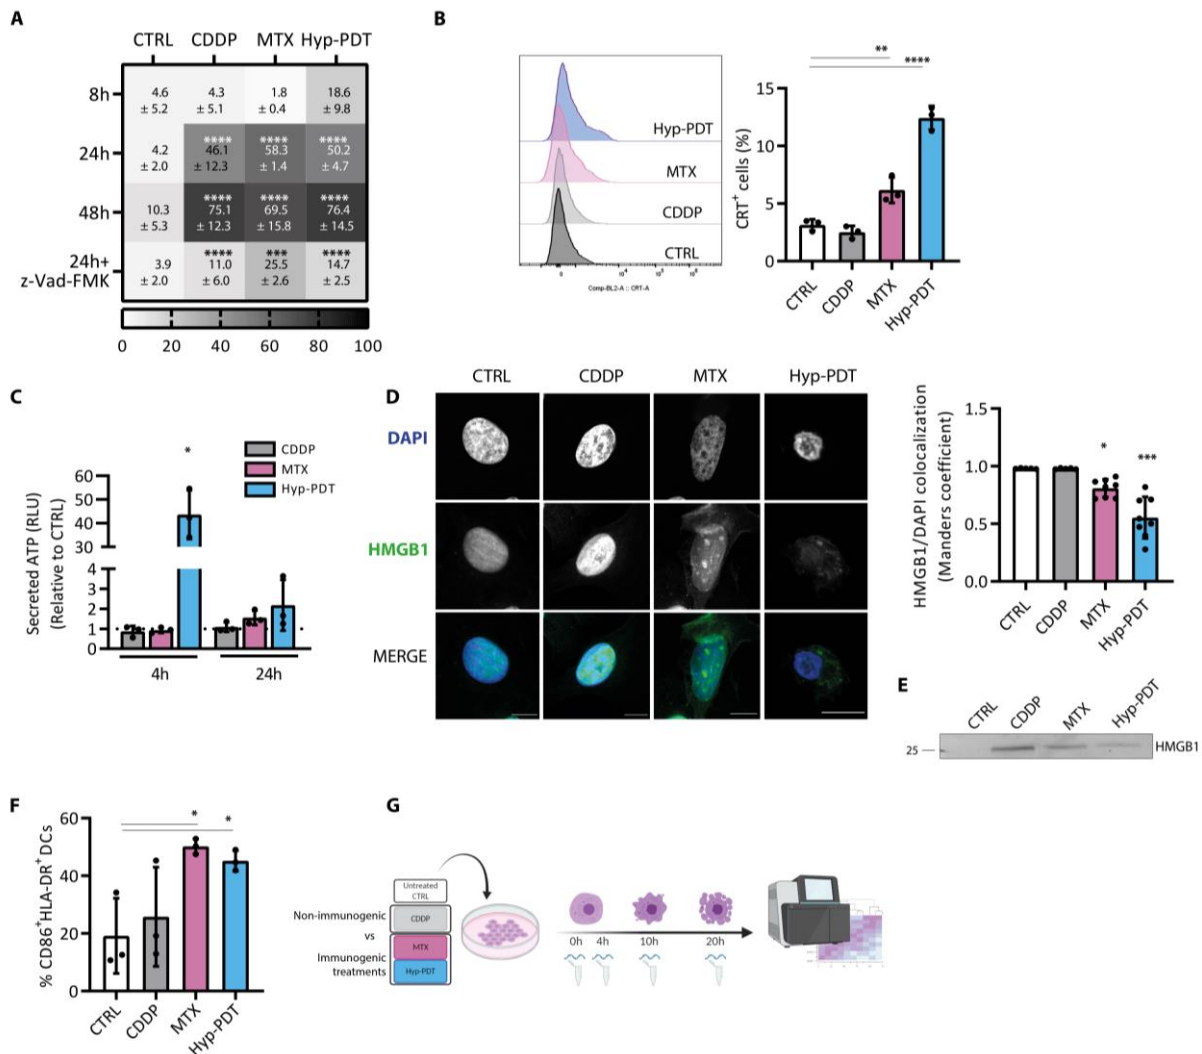 A
CTRL CDDP MTX Hyp-PDT
8h 4.6 4.3 1.8 18.6
± 5.2 ± 5.1 ± 0.4 ± 9.8
**** **** ****
24h 4.2 46.1 58.3 50.2
± 2.0 ± 12.3 ± 1.4 ± 4.7
**** **** ****
48h 10.3 75.1 69.5 76.4
± 5.3 ± 12.3 ± 15.8 ± 14.5
**** *** ****
24h+ 3.9 11.0 25.5 14.7
z-Vad-FMK ± 2.0 ± 6.0 ± 2.6 ± 2.5
0 20 40 60 80 100
B
Hyp-PDT
MTX
CDDP
CTRL
Comp-BL2-A :: CRT-A
**
****
CRT+ cells (%)
15
10
5
0
CTRL CDDP MTX Hyp-PDT
C
CDDP
MTX
Hyp-PDT
*
Secreted ATP (RLU)
(Relative to CTRL)
60
50
40
30
4
3
2
1
0
4h 24h
D
CTRL CDDP MTX Hyp-PDT
DAPI
HMGB1
MERGE
HMGB1/DAPI colocalization
(Manders coefficient)
1.5
1.0
0.5
0.0
* ***
CTRL CDDP MTX Hyp-PDT
E
CTRL CDDP MTX Hyp-PDT
25 HMGB1
F
% CD86+HLA-DR+ DCs
60
40
20
0
* *
CTRL CDDP MTX Hyp-PDT
G
Untreated
CTRL
Non-immunogenic
CDDP
vs
MTX
Immunogenic
treatments
Hyp-PDT
0h 4h 10h 20h